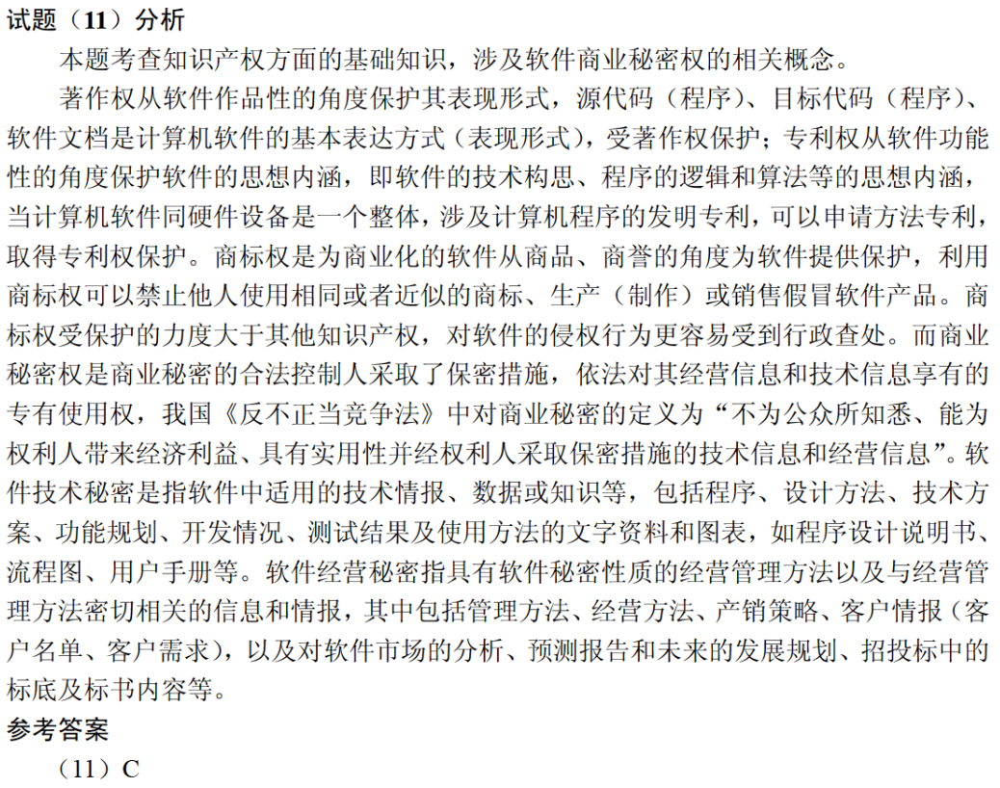 试题（11）分析
本题考查知识产权方面的基础知识，涉及软件商业秘密权的相关概念。
著作权从软件作品性的角度保护其表现形式，源代码（程序）、目标代码（程序）、
软件文档是计算机软件的基本表达方式（表现形式），受著作权保护；专利权从软件功能
性的角度保护软件的思想内涵，即软件的技术构思、程序的逻辑和算法等的思想内涵，
当计算机软件同硬件设备是一个整体，涉及计算机程序的发明专利，可以申请方法专利，
取得专利权保护。商标权是为商业化的软件从商品、商誉的角度为软件提供保护，利用
商标权可以禁止他人使用相同或者近似的商标、生产（制作）或销售假冒软件产品。商
标权受保护的力度大于其他知识产权，对软件的侵权行为更容易受到行政查处。而商业
秘密权是商业秘密的合法控制人采取了保密措施，依法对其经营信息和技术信息享有的
专有使用权，我国《反不正当竞争法》中对商业秘密的定义为“不为公众所知悉、能为
权利人带来经济利益、具有实用性并经权利人采取保密措施的技术信息和经营信息”。软
件技术秘密是指软件中适用的技术情报、数据或知识等，包括程序、设计方法、技术方
案、功能规划、开发情况、测试结果及使用方法的文字资料和图表，如程序设计说明书、
流程图、用户手册等。软件经营秘密指具有软件秘密性质的经营管理方法以及与经营管
理方法密切相关的信息和情报，其中包括管理方法、经营方法、产销策略、客户情报（客
户名单、客户需求），以及对软件市场的分析、预测报告和未来的发展规划、招投标中的
标底及标书内容等。
参考答案
（11）C